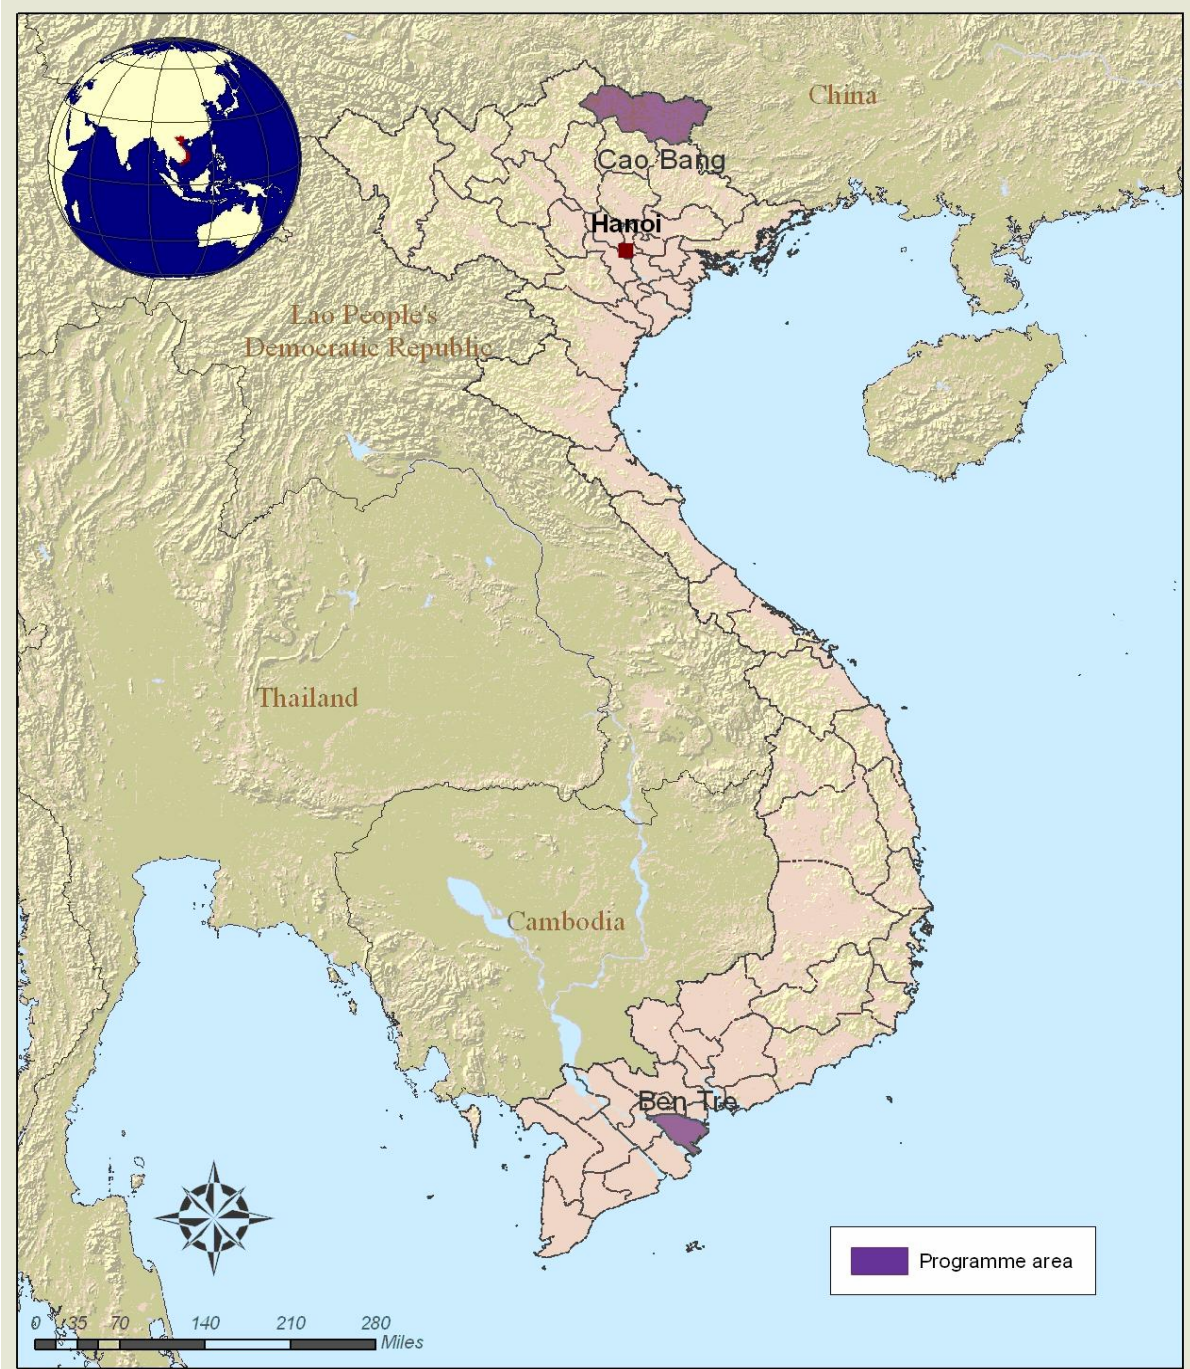 China
Cao Bang
Hanoi
Lao People's
Democratic Republic
Thailand
Cambodia
Ben Tre
Programme area
0 35 70 140 210 280
Miles